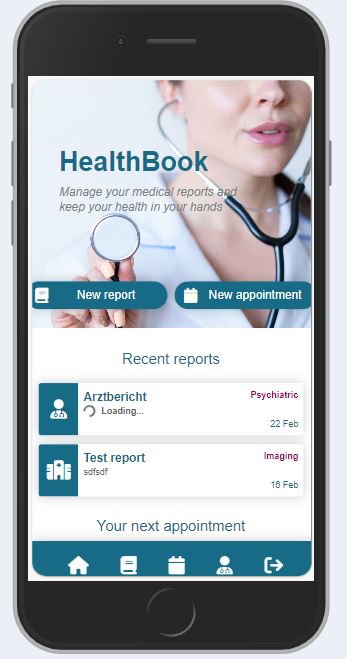 HealthBook
Manage your medical reports and
keep your health in your hands
New report
New appointment
Recent reports
Arztbericht
Psychiatric
Loading...
22 Feb
Test report
Imaging
sdfsdf
16 Feb
Your next appointment